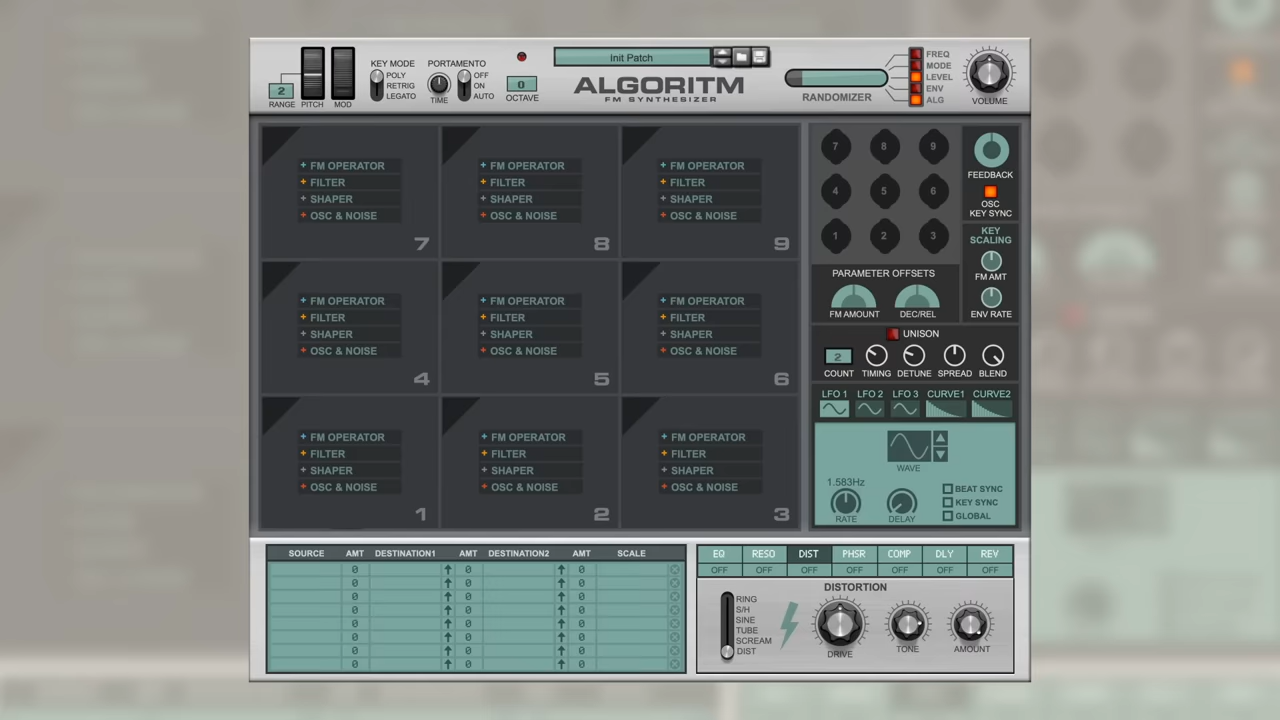 Init Patch
ALGORITM
FM SYNTHESIZER
2
RANGE
PITCH
MOD
KEY MODE
POLY
RETRIG
LEGATO
PORTAMENTO
TIME
OFF
ON
AUTO
0
OCTAVE
RANDOMIZER
FREQ
MODE
LEVEL
ENV
ALG
VOLUME
+ FM OPERATOR
+ FILTER
+ SHAPER
+ OSC & NOISE
7
+ FM OPERATOR
+ FILTER
+ SHAPER
+ OSC & NOISE
8
+ FM OPERATOR
+ FILTER
+ SHAPER
+ OSC & NOISE
9
+ FM OPERATOR
+ FILTER
+ SHAPER
+ OSC & NOISE
4
+ FM OPERATOR
+ FILTER
+ SHAPER
+ OSC & NOISE
5
+ FM OPERATOR
+ FILTER
+ SHAPER
+ OSC & NOISE
6
+ FM OPERATOR
+ FILTER
+ SHAPER
+ OSC & NOISE
1
+ FM OPERATOR
+ FILTER
+ SHAPER
+ OSC & NOISE
2
+ FM OPERATOR
+ FILTER
+ SHAPER
+ OSC & NOISE
3
7 8 9
4 5 6
1 2 3
FEEDBACK
OSC
KEY SYNC
KEY
SCALING
FM AMT
ENV RATE
PARAMETER OFFSETS
FM AMOUNT DEC/REL
UNISON
2
COUNT TIMING DETUNE SPREAD BLEND
LFO 1 LFO 2 LFO 3 CURVE1 CURVE2
WAVE
1.583Hz
RATE
DELAY
BEAT SYNC
KEY SYNC
GLOBAL
SOURCE AMT DESTINATION1 AMT DESTINATION2 AMT SCALE
0 0 0
0 0 0
0 0 0
0 0 0
0 0 0
0 0 0
0 0 0
0 0 0
EQ RESO DIST PHSR COMP DLY REV
OFF OFF OFF OFF OFF OFF OFF
DISTORTION
RING
S/H
SINE
TUBE
SCREAM
DIST
DRIVE
TONE
AMOUNT